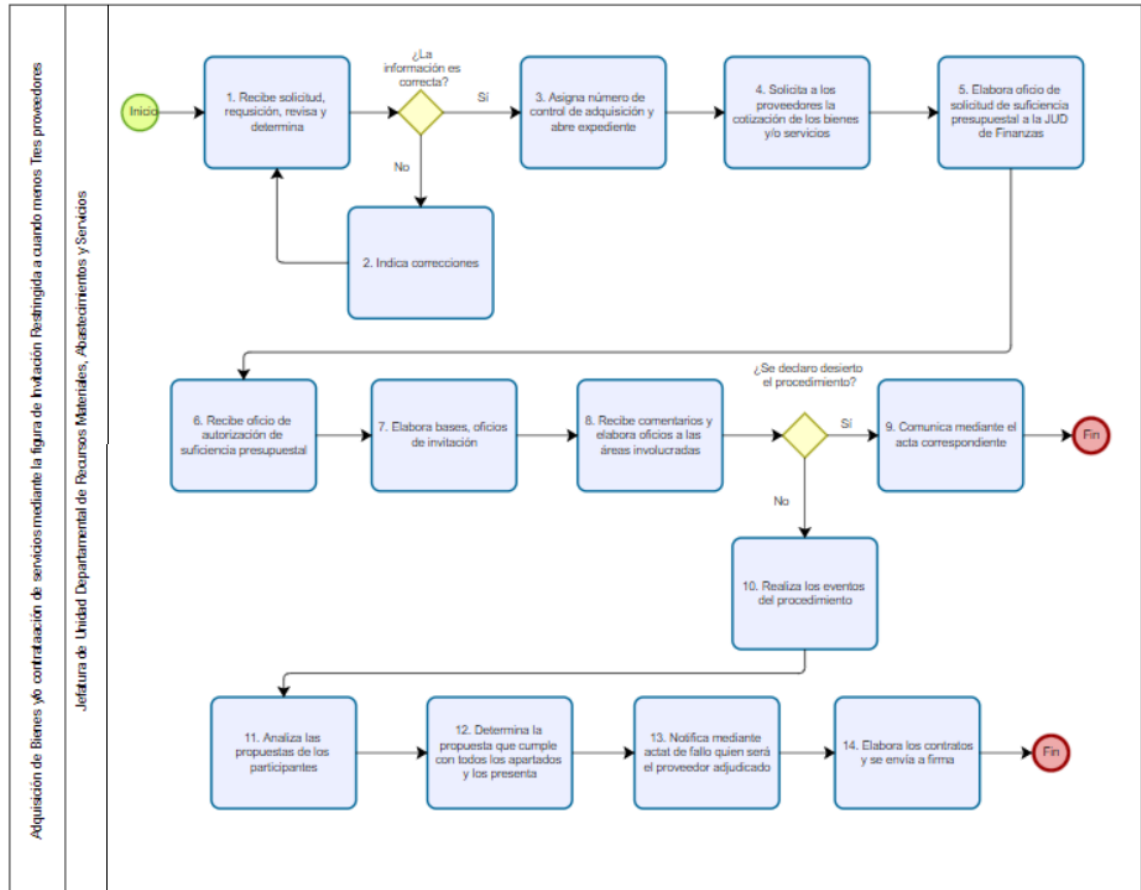 Adquisición de Bienes y/o contrataación de servicios mediante la figura de Invitación Restringida a cuando menos Tres proveedores
Jefatura de Unidad Departamental de Recursos Materiales, Abastecimientos y Servicios
Inicio
1. Recibe solicitud,
requsición, revisa y
determina
¿La
información es
correcta?
Sí
No
2. Indica correcciones
3. Asigna número de
control de adquisición y
abre expediente
4. Solicita a los
proveedores la
cotización de los bienes
y/o servicios
5. Elabora oficio de
solicitud de suficiencia
presupuestal a la JUD
de Finanzas
6. Recibe oficio de
autorización de
suficiencia presupuestal
7. Elabora bases, oficios
de invitación
8. Recibe comentarios y
elabora oficios a las
áreas involucradas
¿Se declaro desierto
el procedimiento?
Sí
No
9. Comunica mediante el
acta correspondiente
Fin
10. Realiza los eventos
del procedimiento
11. Analiza las
propuestas de los
participantes
12. Determina la
propuesta que cumple
con todos los apartados
y los presenta
13. Notifica mediante
actat de fallo quien será
el proveedor adjudicado
14. Elabora los contratos
y se envía a firma
Fin